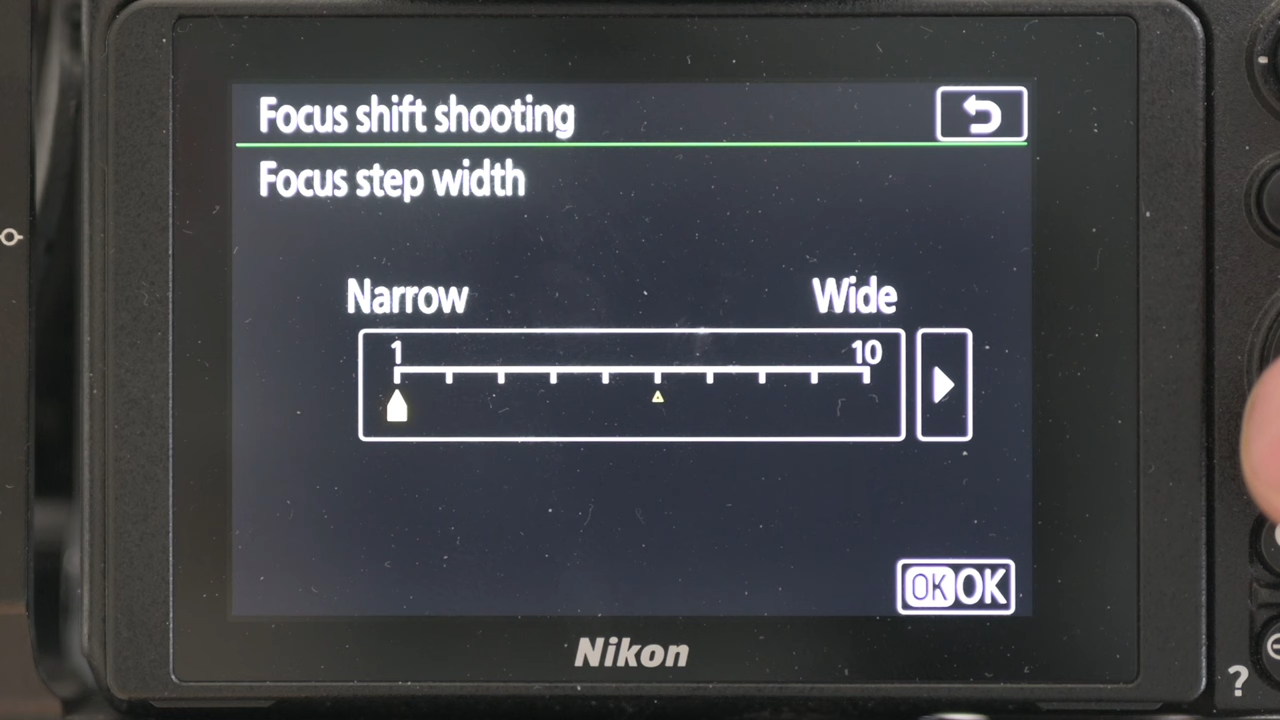 Focus shift shooting
Focus step width
Narrow Wide
1 10
OK OK
Nikon
?